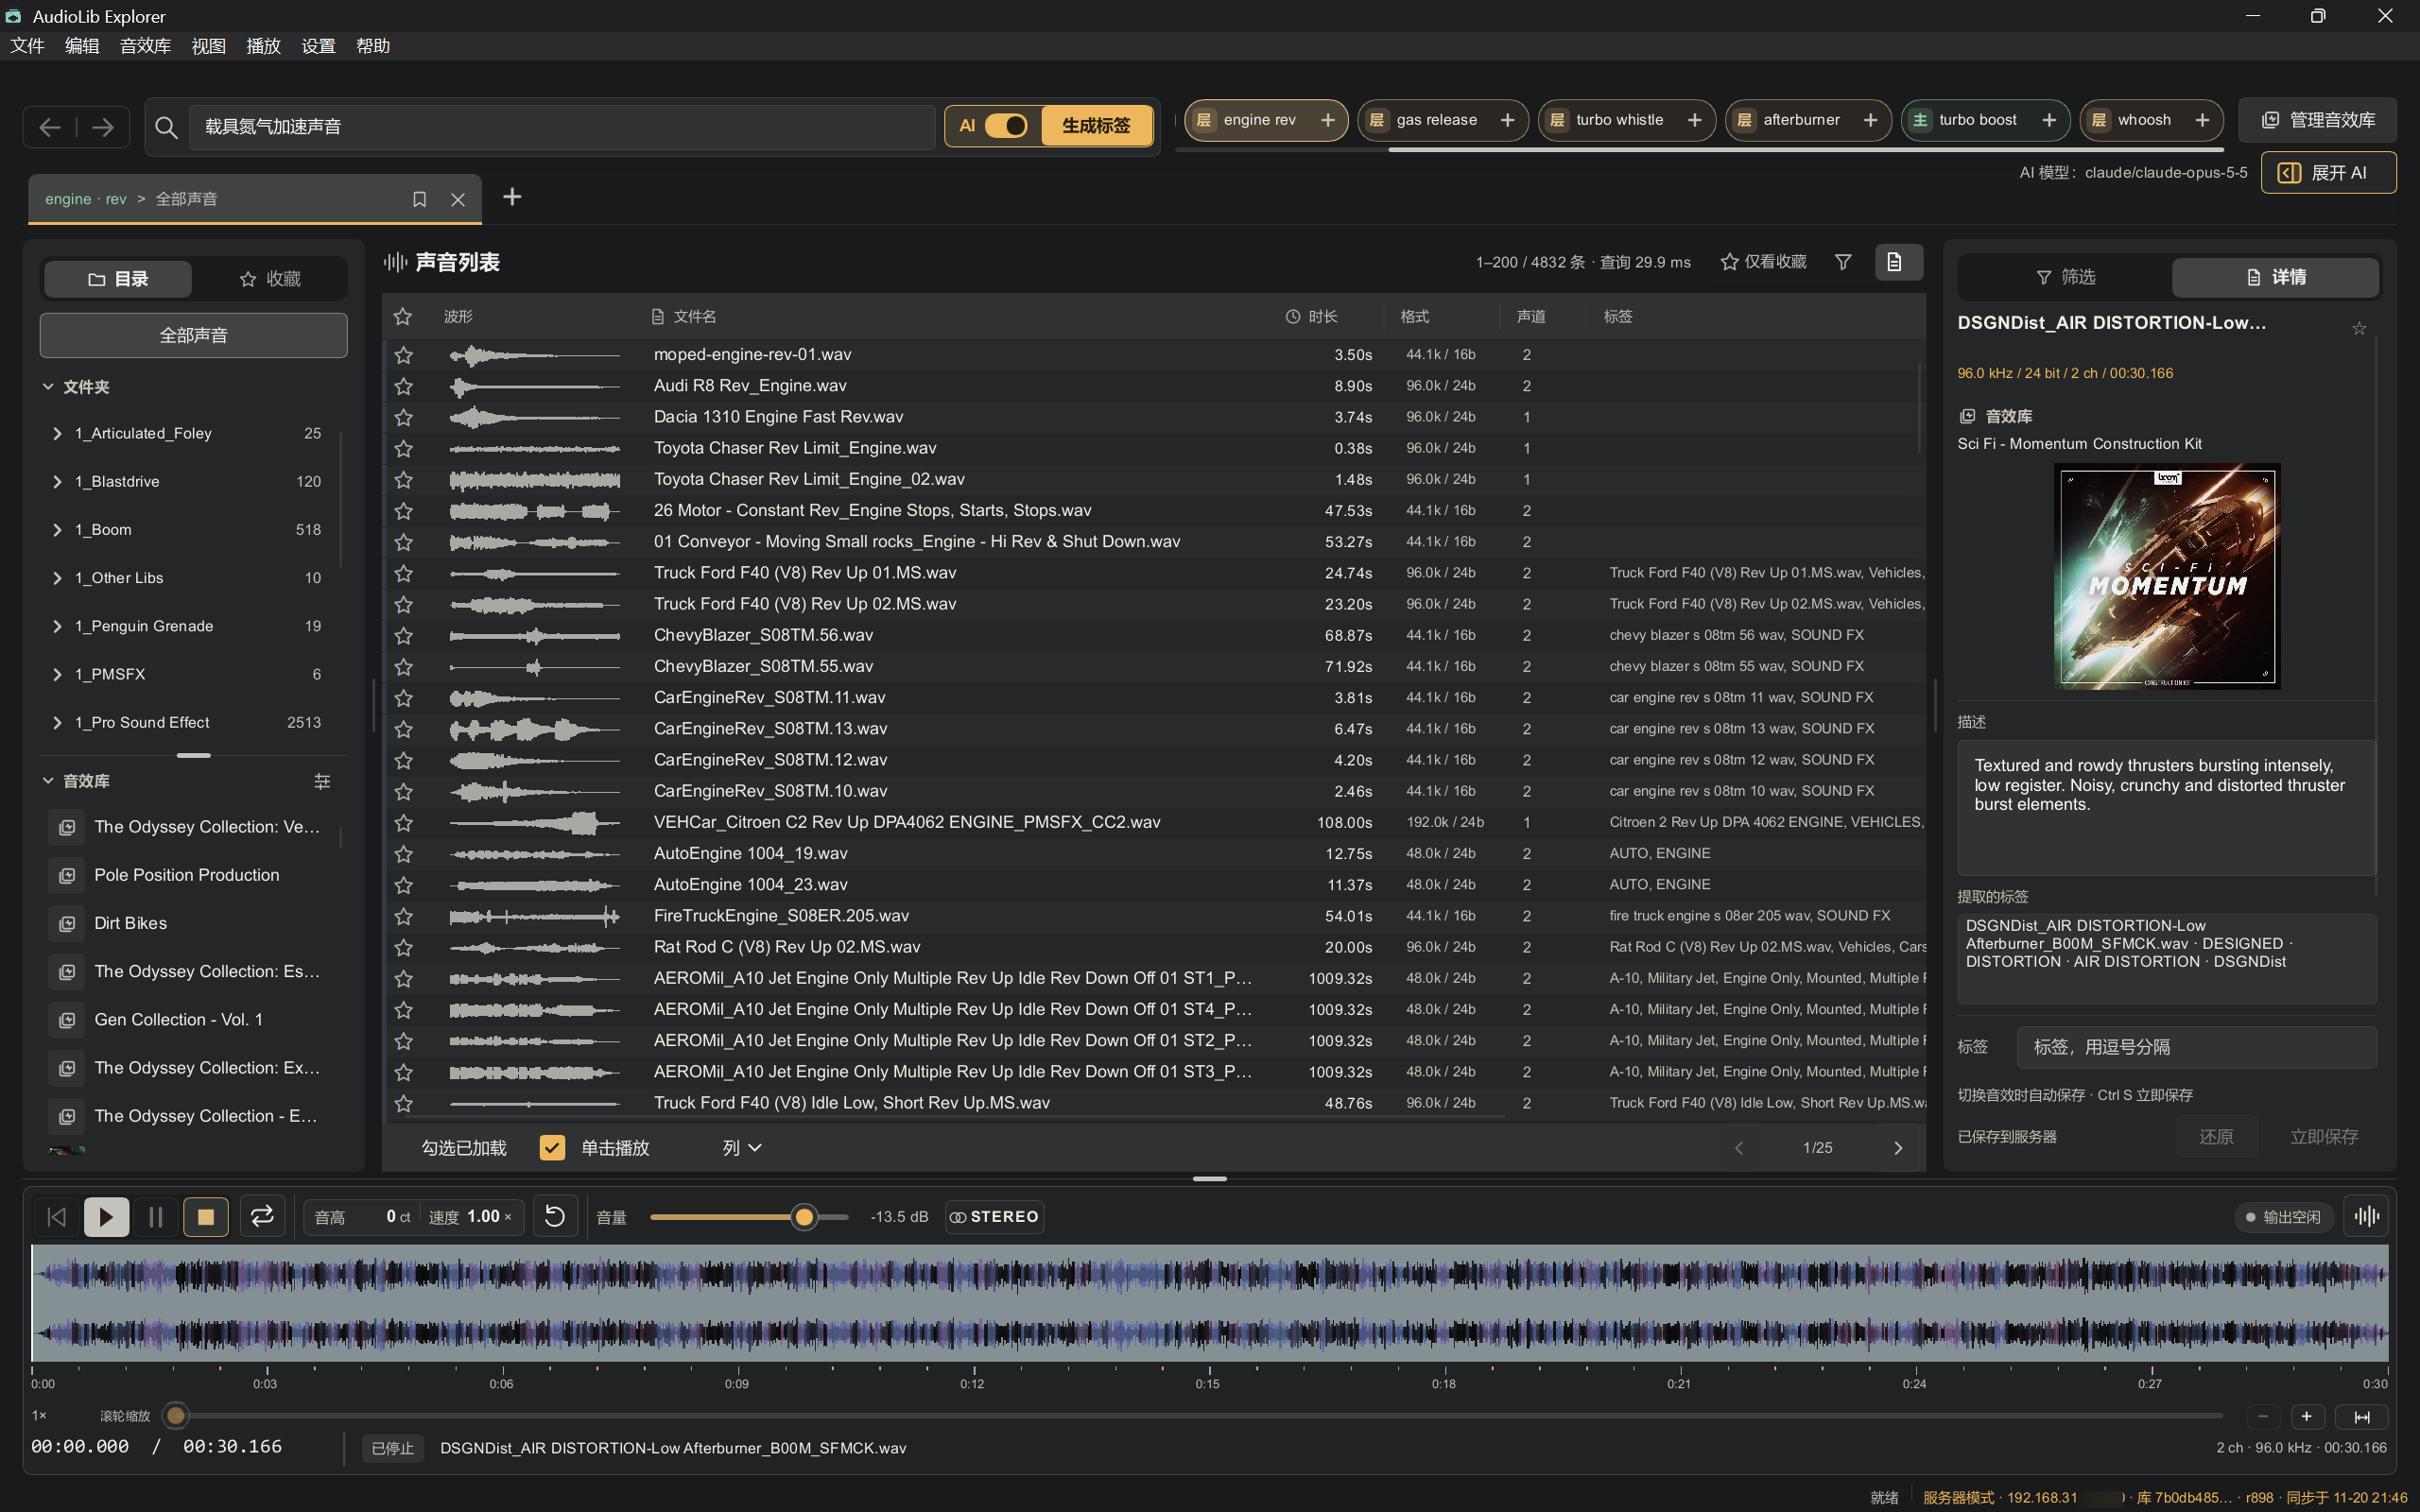 AudioLib Explorer
文件 编辑 音效库 视图 播放 设置 帮助
载具氮气加速声音 AI 生成标签
层 engine rev + 层 gas release + 层 turbo whistle + 层 afterburner + 主 turbo boost + 层 whoosh + 管理音效库
AI 模型：claude/claude-opus-5-5 展开 AI
engine · rev > 全部声音
目录 收藏
全部声音
文件夹
1_Articulated_Foley 25
1_Blastdrive 120
1_Boom 518
1_Other Libs 10
1_Penguin Grenade 19
1_PMSFX 6
1_Pro Sound Effect 2513
音效库
The Odyssey Collection: Ve...
Pole Position Production
Dirt Bikes
The Odyssey Collection: Es...
Gen Collection - Vol. 1
The Odyssey Collection: Ex...
The Odyssey Collection - E...
声音列表 1–200 / 4832 条 · 查询 29.9 ms 仅看收藏
波形 文件名 时长 格式 声道 标签
moped-engine-rev-01.wav 3.50s 44.1k / 16b 2
Audi R8 Rev_Engine.wav 8.90s 96.0k / 24b 2
Dacia 1310 Engine Fast Rev.wav 3.74s 96.0k / 24b 1
Toyota Chaser Rev Limit_Engine.wav 0.38s 96.0k / 24b 1
Toyota Chaser Rev Limit_Engine_02.wav 1.48s 96.0k / 24b 1
26 Motor - Constant Rev_Engine Stops, Starts, Stops.wav 47.53s 44.1k / 16b 2
01 Conveyor - Moving Small rocks_Engine - Hi Rev & Shut Down.wav 53.27s 44.1k / 16b 2
Truck Ford F40 (V8) Rev Up 01.MS.wav 24.74s 96.0k / 24b 2 Truck Ford F40 (V8) Rev Up 01.MS.wav, Vehicles,
Truck Ford F40 (V8) Rev Up 02.MS.wav 23.20s 96.0k / 24b 2 Truck Ford F40 (V8) Rev Up 02.MS.wav, Vehicles,
ChevyBlazer_S08TM.56.wav 68.87s 44.1k / 16b 2 chevy blazer s 08tm 56 wav, SOUND FX
ChevyBlazer_S08TM.55.wav 71.92s 44.1k / 16b 2 chevy blazer s 08tm 55 wav, SOUND FX
CarEngineRev_S08TM.11.wav 3.81s 44.1k / 16b 2 car engine rev s 08tm 11 wav, SOUND FX
CarEngineRev_S08TM.13.wav 6.47s 44.1k / 16b 2 car engine rev s 08tm 13 wav, SOUND FX
CarEngineRev_S08TM.12.wav 4.20s 44.1k / 16b 2 car engine rev s 08tm 12 wav, SOUND FX
CarEngineRev_S08TM.10.wav 2.46s 44.1k / 16b 2 car engine rev s 08tm 10 wav, SOUND FX
VEHCar_Citroen C2 Rev Up DPA4062 ENGINE_PMSFX_CC2.wav 108.00s 192.0k / 24b 1 Citroen 2 Rev Up DPA 4062 ENGINE, VEHICLES,
AutoEngine 1004_19.wav 12.75s 48.0k / 24b 2 AUTO, ENGINE
AutoEngine 1004_23.wav 11.37s 48.0k / 24b 2 AUTO, ENGINE
FireTruckEngine_S08ER.205.wav 54.01s 44.1k / 16b 2 fire truck engine s 08er 205 wav, SOUND FX
Rat Rod C (V8) Rev Up 02.MS.wav 20.00s 96.0k / 24b 2 Rat Rod C (V8) Rev Up 02.MS.wav, Vehicles, Cars
AEROMil_A10 Jet Engine Only Multiple Rev Up Idle Rev Down Off 01 ST1_P... 1009.32s 48.0k / 24b 2 A-10, Military Jet, Engine Only, Mounted, Multiple
AEROMil_A10 Jet Engine Only Multiple Rev Up Idle Rev Down Off 01 ST4_P... 1009.32s 48.0k / 24b 2 A-10, Military Jet, Engine Only, Mounted, Multiple
AEROMil_A10 Jet Engine Only Multiple Rev Up Idle Rev Down Off 01 ST2_P... 1009.32s 48.0k / 24b 2 A-10, Military Jet, Engine Only, Mounted, Multiple
AEROMil_A10 Jet Engine Only Multiple Rev Up Idle Rev Down Off 01 ST3_P... 1009.32s 48.0k / 24b 2 A-10, Military Jet, Engine Only, Mounted, Multiple
Truck Ford F40 (V8) Idle Low, Short Rev Up.MS.wav 48.76s 96.0k / 24b 2 Truck Ford F40 (V8) Idle Low, Short Rev Up.MS.wa
勾选已加载 单击播放 列 1/25
筛选 详情
DSGNDist_AIR DISTORTION-Low...
96.0 kHz / 24 bit / 2 ch / 00:30.166
音效库
Sci Fi - Momentum Construction Kit
boom
SCI-FI
MOMENTUM
CONSTRUCTION KIT
描述
Textured and rowdy thrusters bursting intensely,
low register. Noisy, crunchy and distorted thruster
burst elements.
提取的标签
DSGNDist_AIR DISTORTION-Low
Afterburner_B00M_SFMCK.wav · DESIGNED ·
DISTORTION · AIR DISTORTION · DSGNDist
标签 标签，用逗号分隔
切换音效时自动保存 · Ctrl S 立即保存
已保存到服务器 还原 立即保存
音高 0 ct 速度 1.00 × 音量 -13.5 dB STEREO 输出空闲
0:00 0:03 0:06 0:09 0:12 0:15 0:18 0:21 0:24 0:27 0:30
1× 滚轮缩放
00:00.000 / 00:30.166 已停止 DSGNDist_AIR DISTORTION-Low Afterburner_B00M_SFMCK.wav 2 ch · 96.0 kHz · 00:30.166
就绪 服务器模式 · 192.168.31 · 库 7b0db485... · r898 · 同步于 11-20 21:46